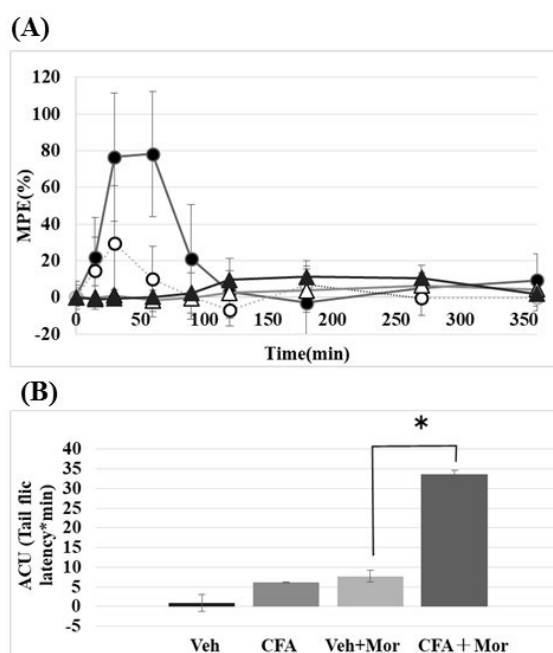 (A)
120
100
80
60
40
20
0
-20
MPE(%)
0 50 100 150 200 250 300 350
Time(min)
(B)
*
40
35
30
25
20
15
10
5
0
-5
ACU (Tail flic
latency*min)
Veh CFA Veh+Mor CFA+Mor